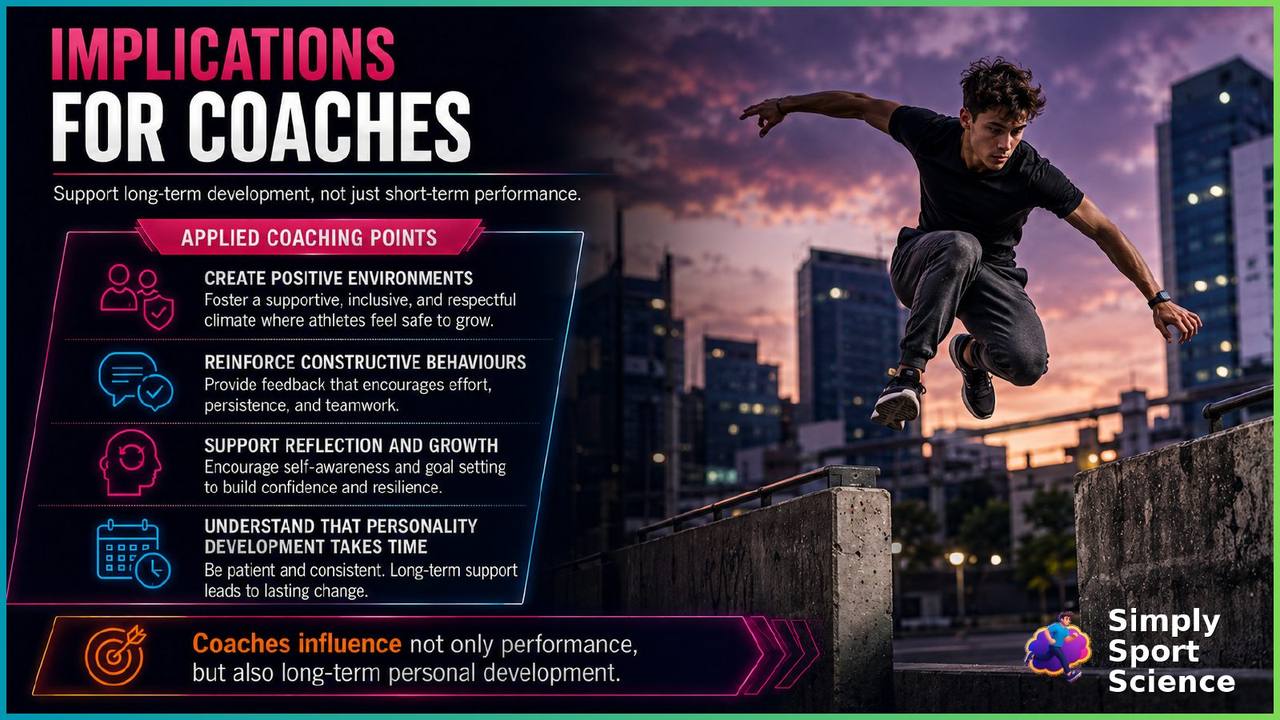 IMPLICATIONS
FOR COACHES
Support long-term development, not just short-term performance.
APPLIED COACHING POINTS
CREATE POSITIVE ENVIRONMENTS
Foster a supportive, inclusive, and respectful
climate where athletes feel safe to grow.
REINFORCE CONSTRUCTIVE BEHAVIOURS
Provide feedback that encourages effort,
persistence, and teamwork.
SUPPORT REFLECTION AND GROWTH
Encourage self-awareness and goal setting
to build confidence and resilience.
UNDERSTAND THAT PERSONALITY
DEVELOPMENT TAKES TIME
Be patient and consistent. Long-term support
leads to lasting change.
Coaches influence not only performance,
but also long-term personal development.
Simply
Sport
Science